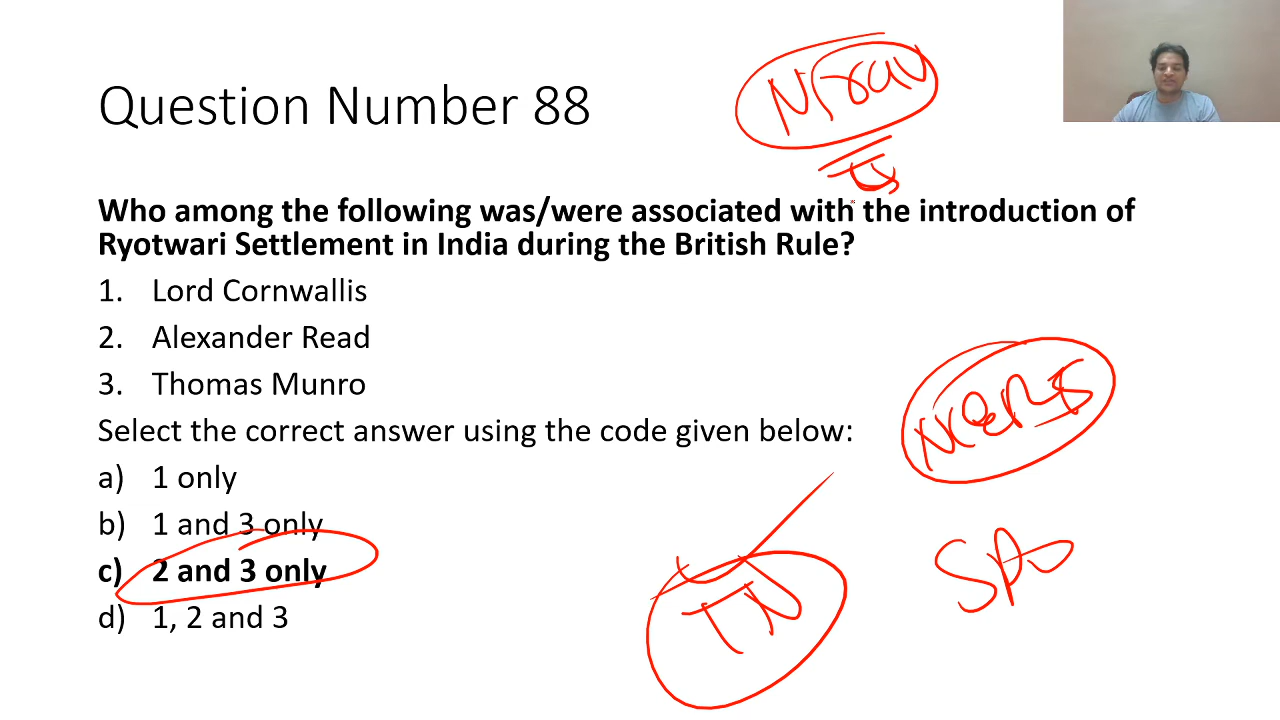 Question Number 88
Who among the following was/were associated with the introduction of
Ryotwari Settlement in India during the British Rule?
1. Lord Cornwallis
2. Alexander Read
3. Thomas Munro
Select the correct answer using the code given below:
a) 1 only
b) 1 and 3 only
c) 2 and 3 only
d) 1, 2 and 3
NCERT
TN